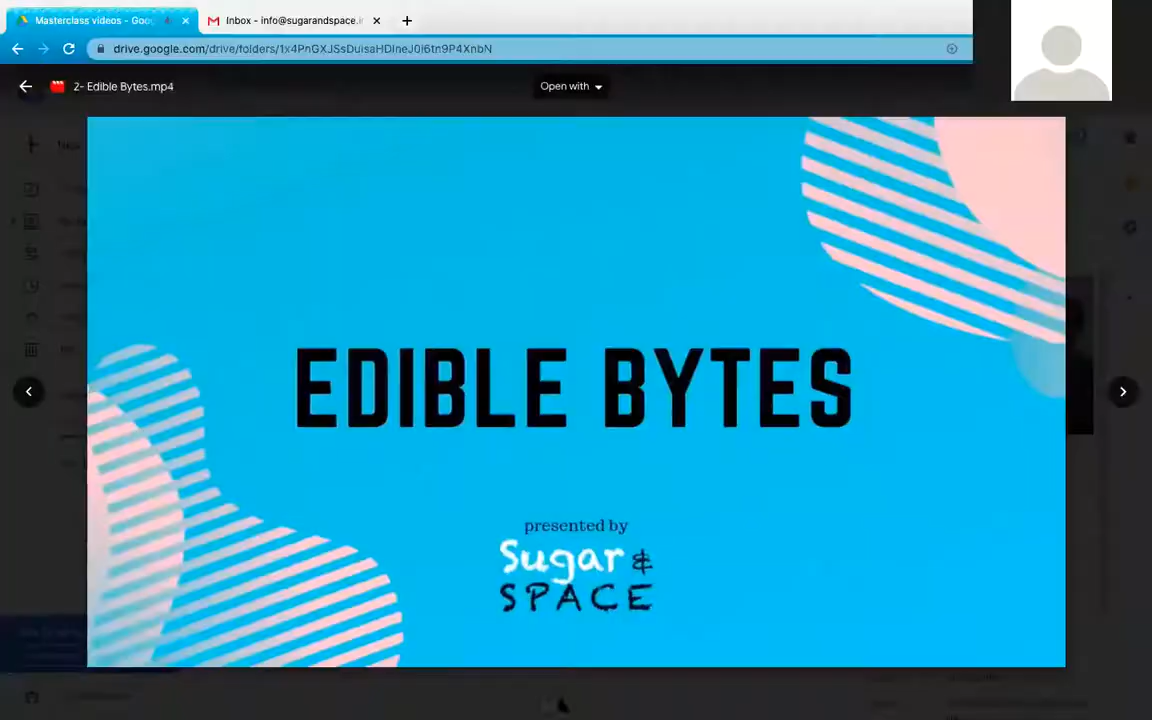 Masterclass videos - Goo
Inbox - info@sugarandspace.i
drive.google.com/drive/folders/
2- Edible Bytes.mp4
Open with
EDIBLE BYTES
presented by
Sugar &
SPACE